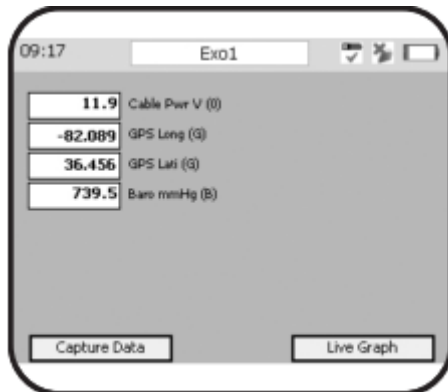 09:17 Exo1
11.9 Cable Pwr V (0)
-82.089 GPS Long (G)
36.456 GPS Lati (G)
739.5 Baro mmHg (B)
Capture Data Live Graph